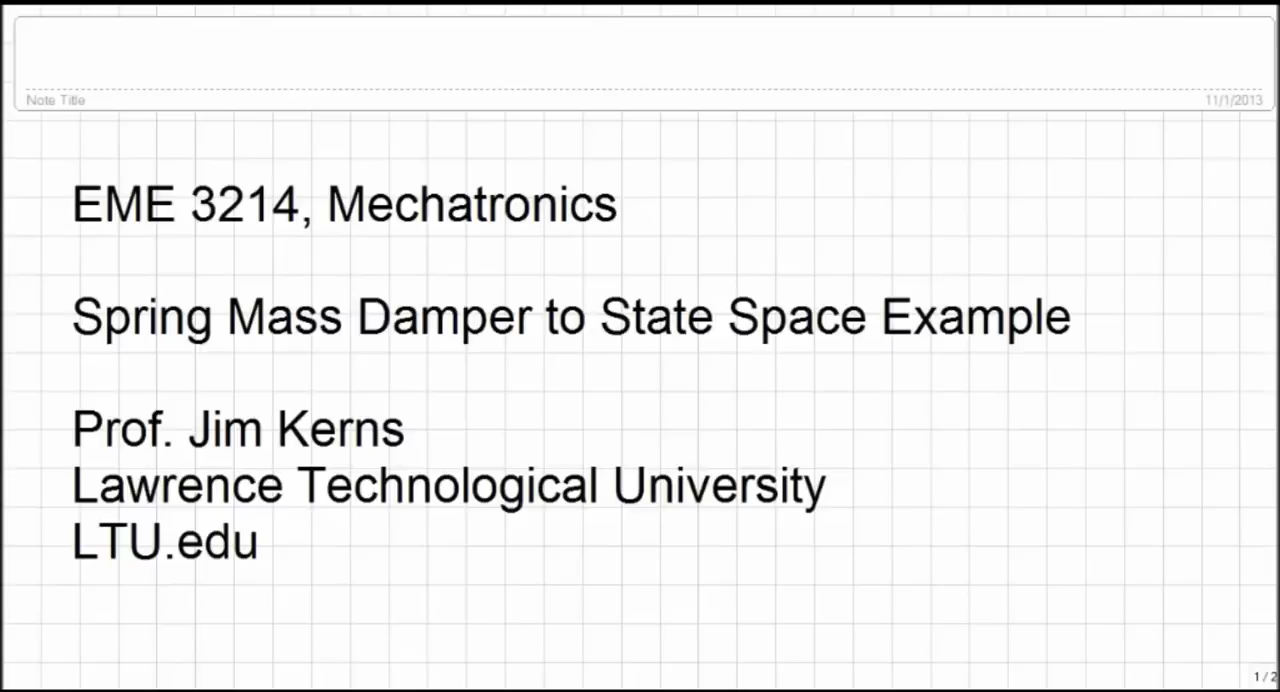 Note Title
11/1/2013
EME 3214, Mechatronics
Spring Mass Damper to State Space Example
Prof. Jim Kerns
Lawrence Technological University
LTU.edu
1 / 2